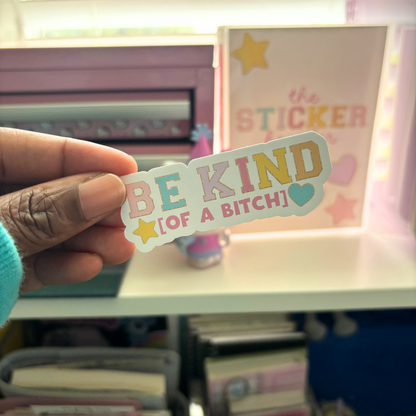 the
STICKER
BE KIND
[OF A BITCH]